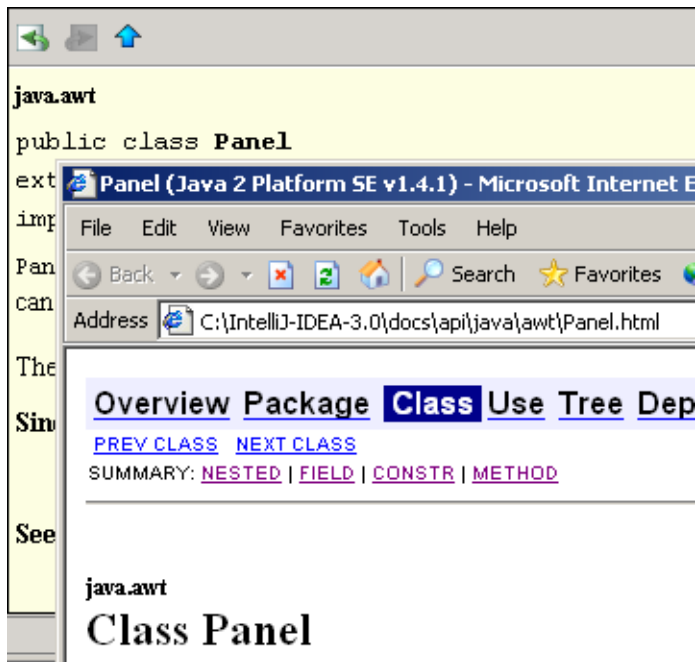 java.awt
public class Panel
ext
imp
Pan
can
The
Sin
See
Panel (Java 2 Platform SE v1.4.1) - Microsoft Internet E
File Edit View Favorites Tools Help
Back Search Favorites
Address C:\IntelliJ-IDEA-3.0\docs\api\java\awt\Panel.html
Overview Package Class Use Tree Dep
PREV CLASS NEXT CLASS
SUMMARY: NESTED | FIELD | CONSTR | METHOD
java.awt
Class Panel